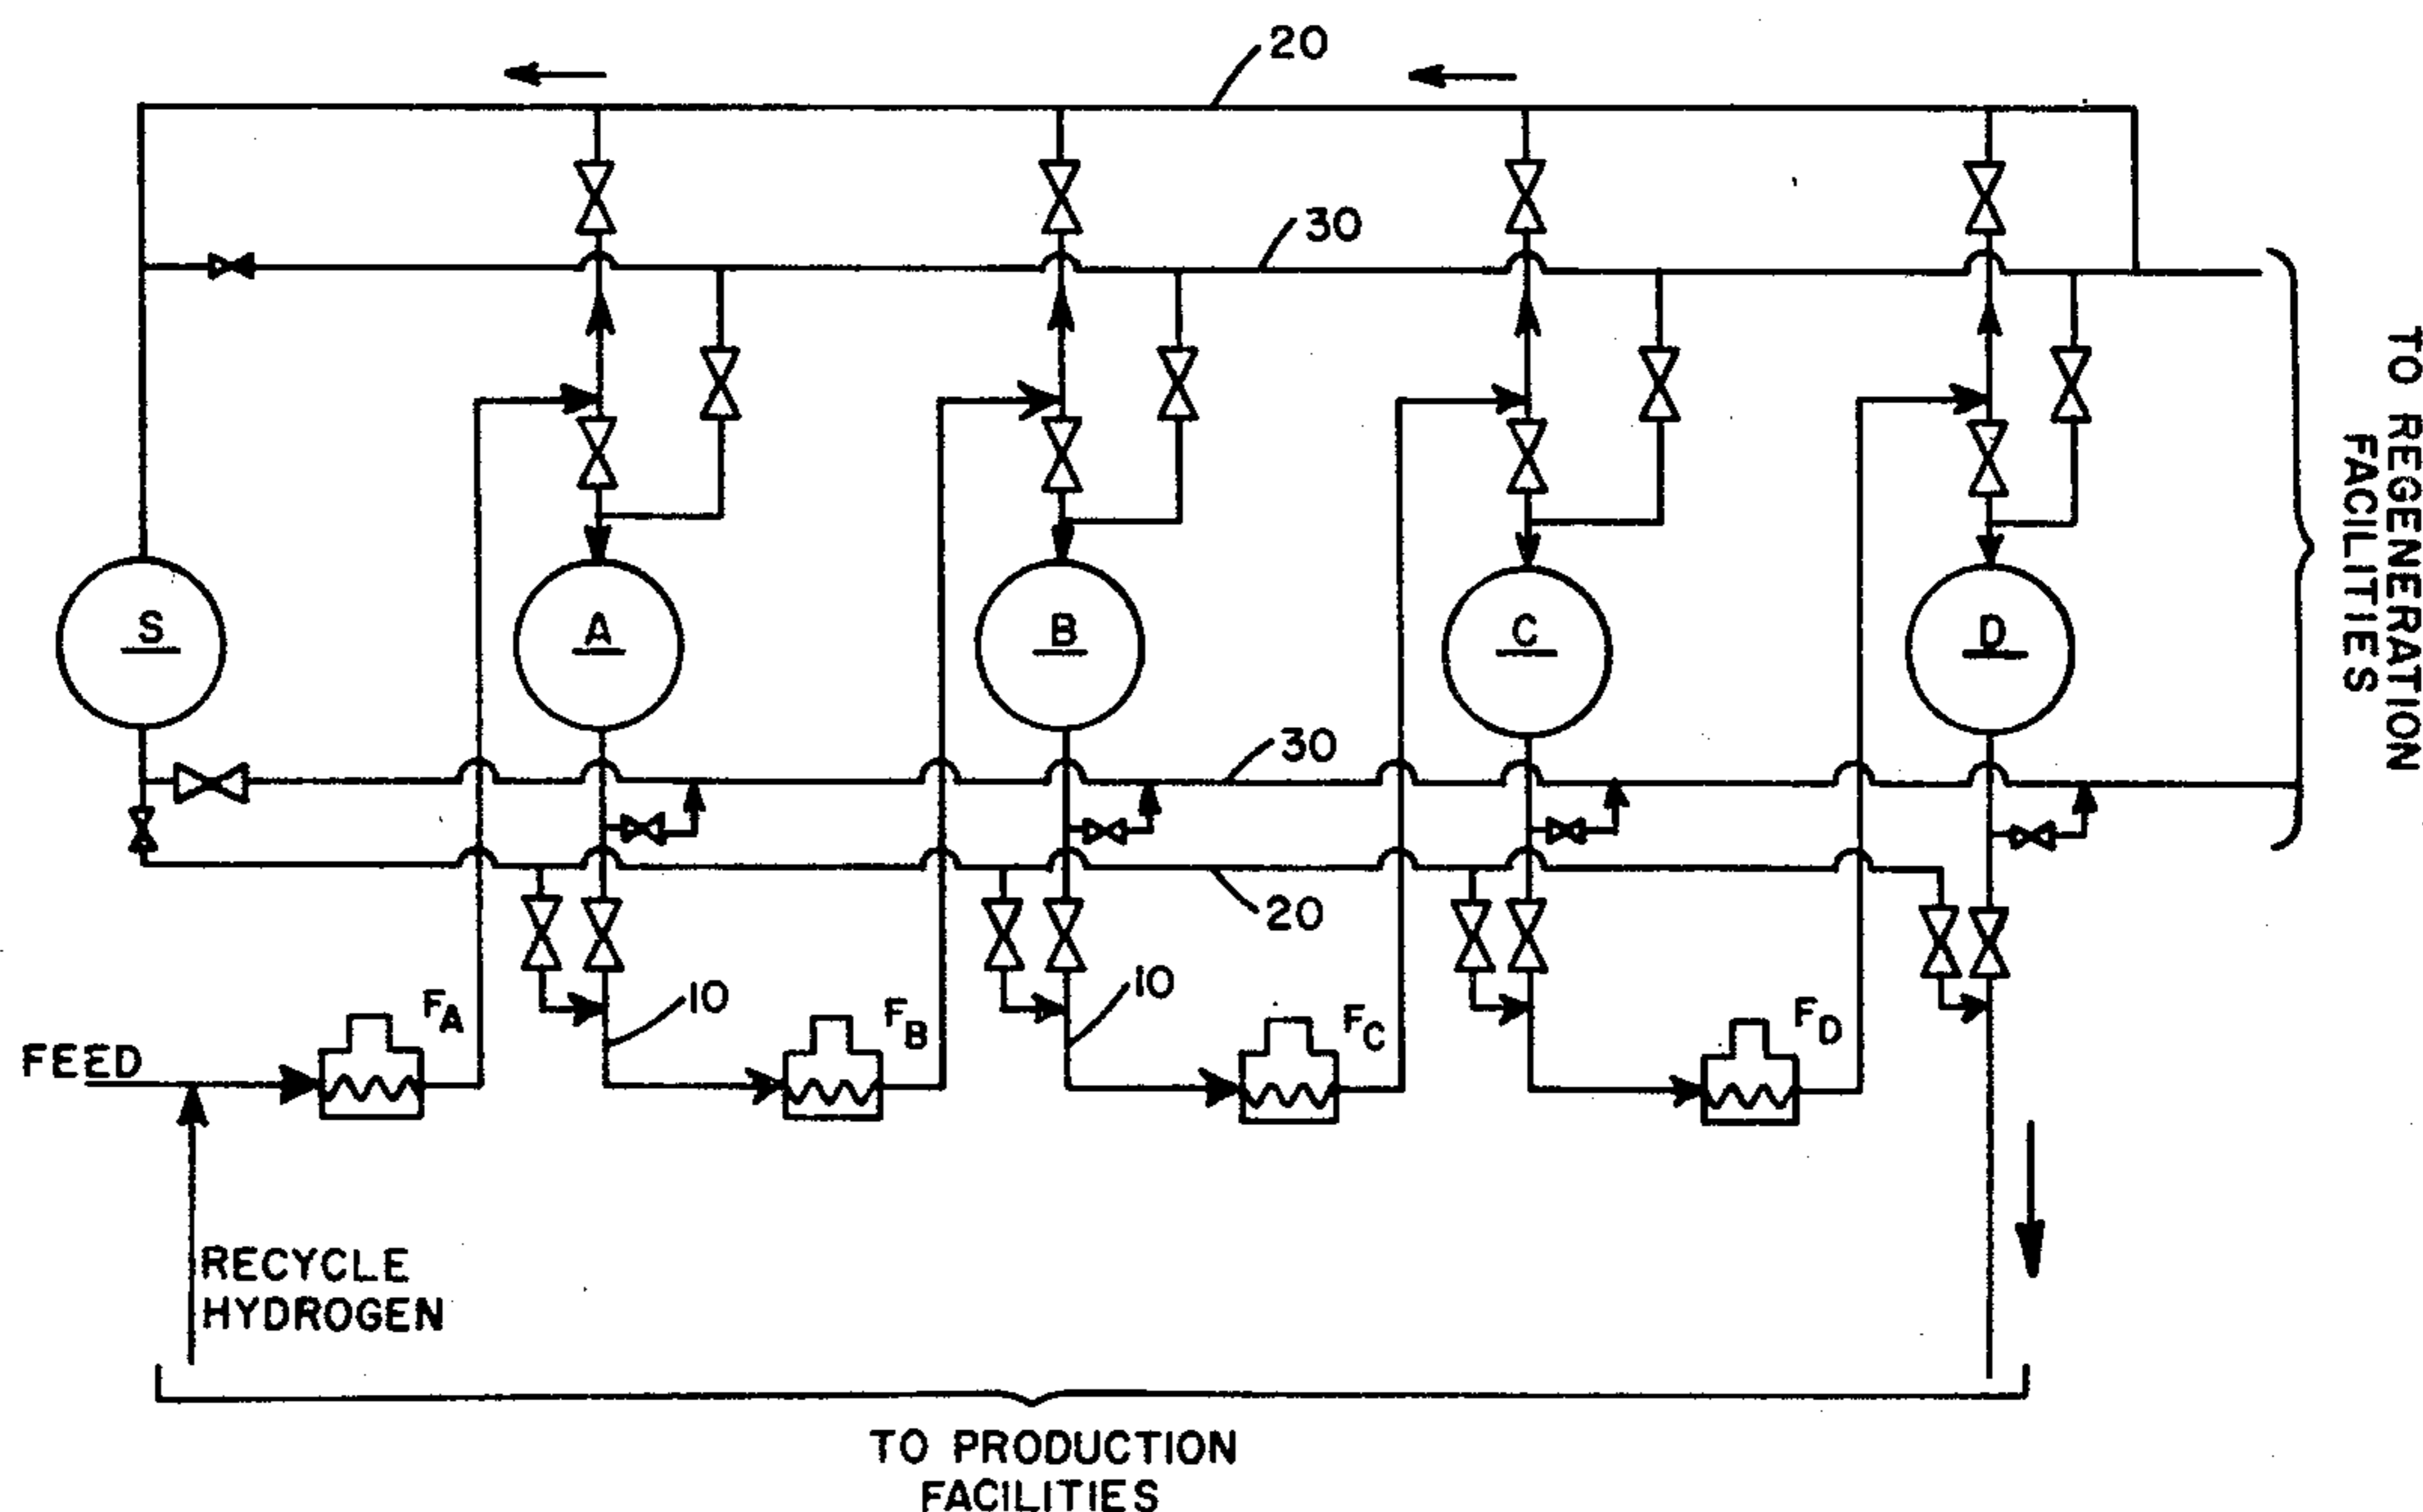 20
30
S
A
B
C
D
30
20
10
10
FA
FB
FC
FD
FEED
RECYCLE
HYDROGEN
TO REGENERATION
FACILITIES
TO PRODUCTION
FACILITIES